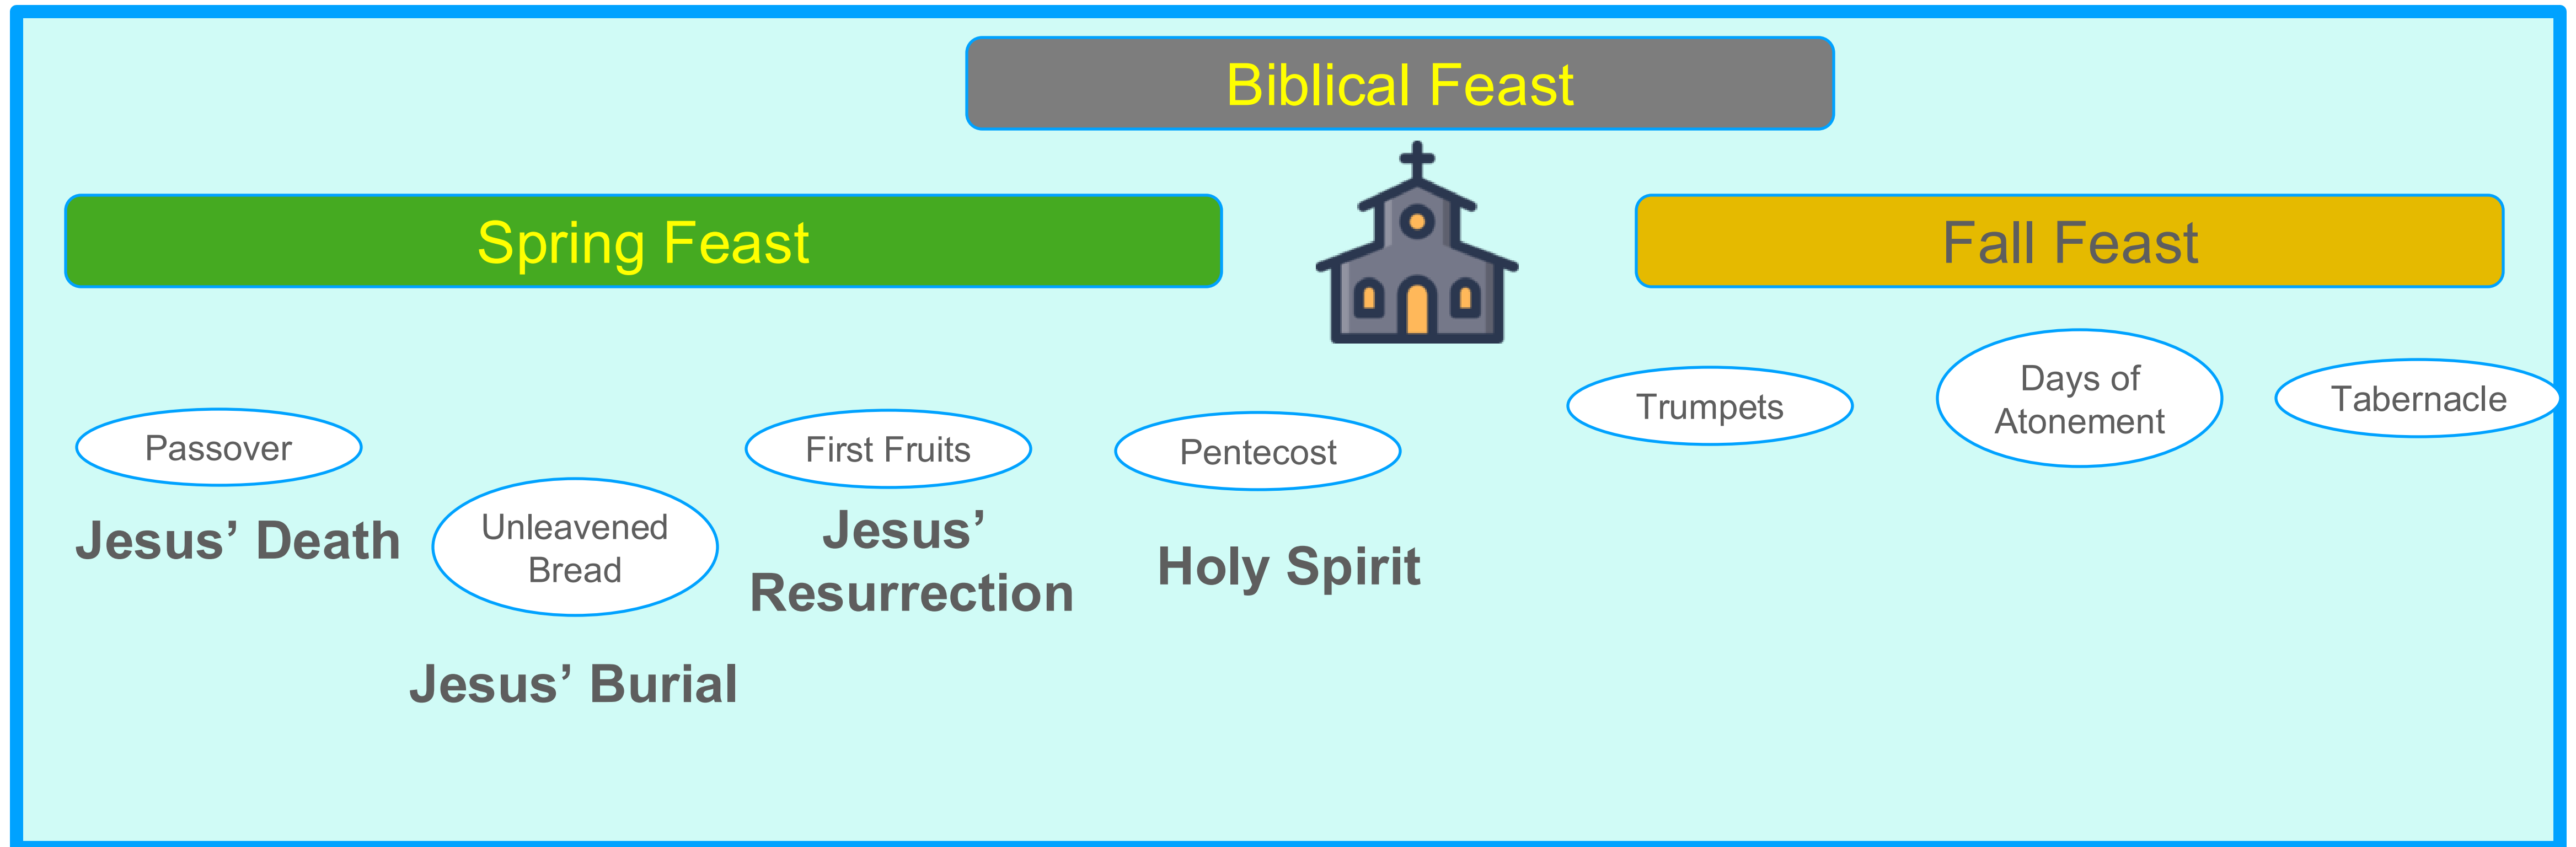 Biblical Feast
Spring Feast
Fall Feast
Passover
Jesus’ Death
Unleavened
Bread
Jesus’ Burial
First Fruits
Jesus’
Resurrection
Pentecost
Holy Spirit
Trumpets
Days of
Atonement
Tabernacle